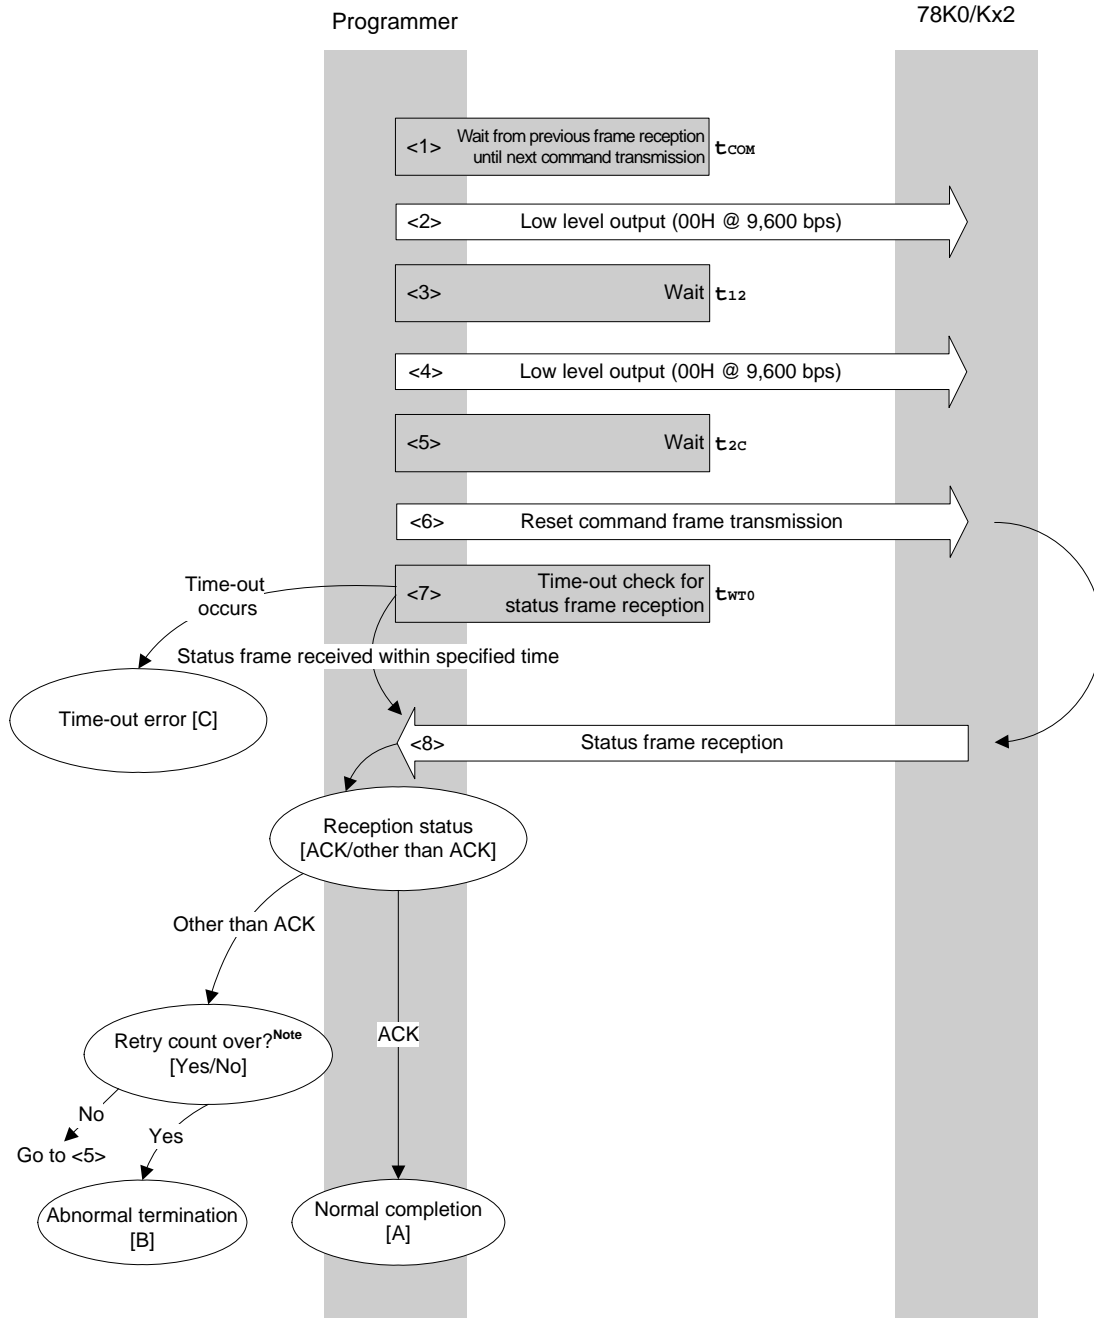 Programmer
78K0/Kx2
<1> Wait from previous frame reception
until next command transmission
tCOM
<2> Low level output (00H @ 9,600 bps)
<3> Wait t12
<4> Low level output (00H @ 9,600 bps)
<5> Wait t2C
<6> Reset command frame transmission
<7> Time-out check for
status frame reception
tWT0
Time-out
occurs
Status frame received within specified time
Time-out error [C]
<8> Status frame reception
Reception status
[ACK/other than ACK]
Other than ACK
ACK
Retry count over?Note
[Yes/No]
No
Go to <5>
Yes
Abnormal termination
[B]
Normal completion
[A]